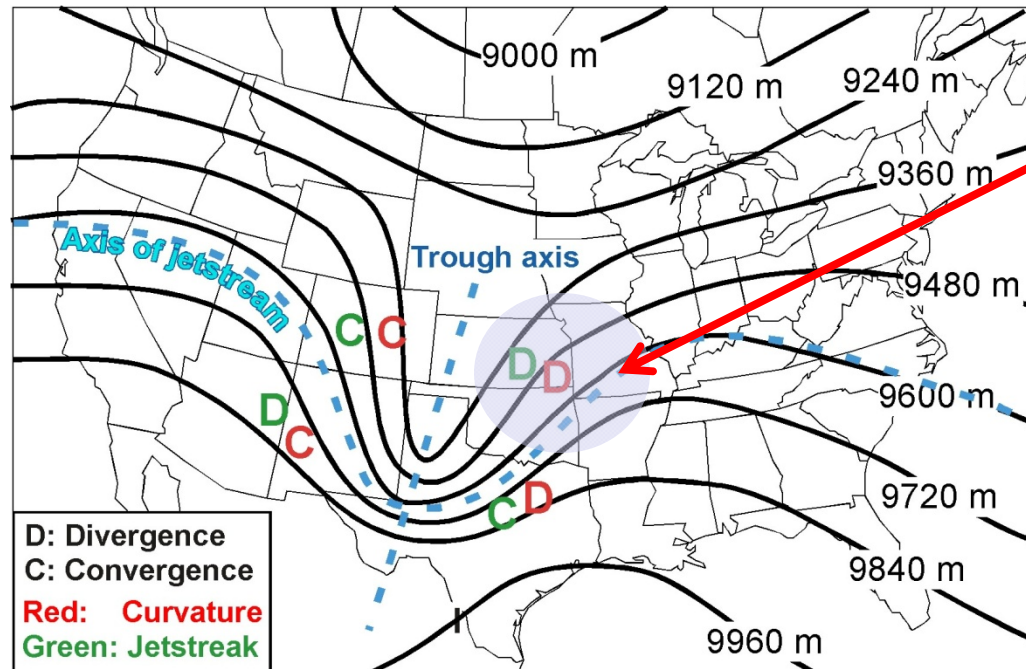 9000 m
9120 m
9240 m
9360 m
Axis of jetstream
Trough axis
9480 m
C
C
D
D
9600 m
D
C
C
D
9720 m
D: Divergence
C: Convergence
Red: Curvature
Green: Jetstreak
9840 m
9960 m